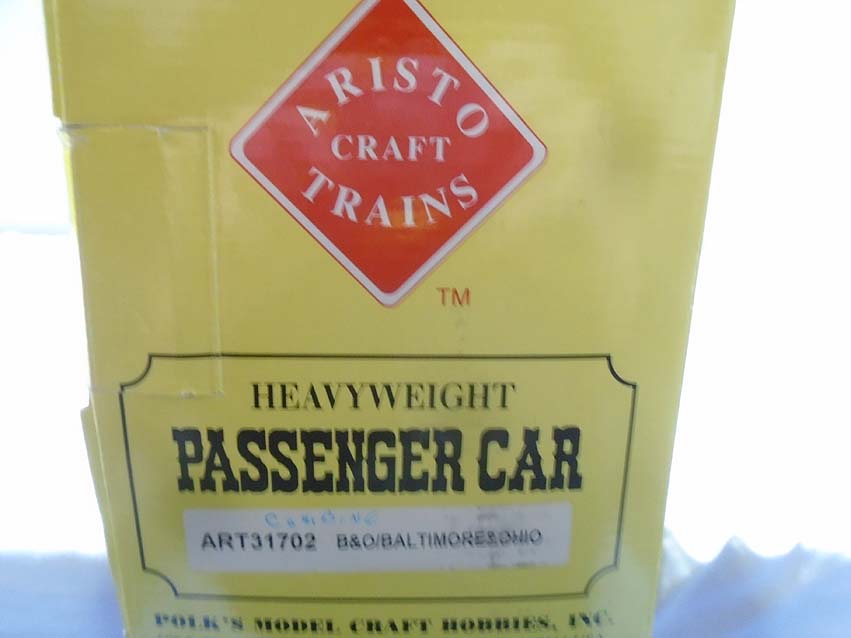 ARISTO
CRAFT
TRAINS
TM
HEAVYWEIGHT
PASSENGER CAR
ART31702 B&O/BALTIMORE&OHIO
POLK'S MODEL CRAFT HOBBIES, INC.